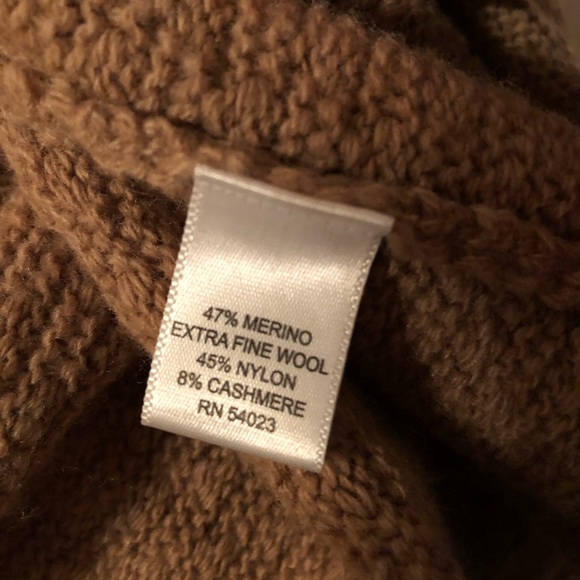 47% MERINO
EXTRA FINE WOOL
45% NYLON
8% CASHMERE
RN 54023